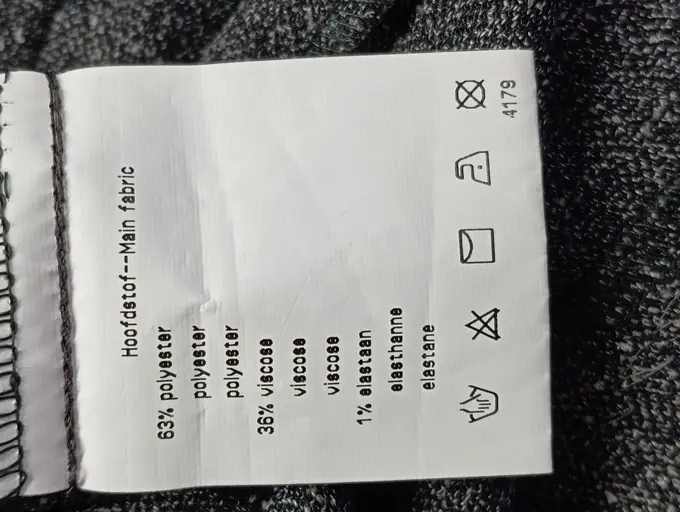 Hoofdstof--Main fabric
63% polyester
polyester
polyester
36% viscose
viscose
viscose
1% elastaan
elasthanne
elastane
4179